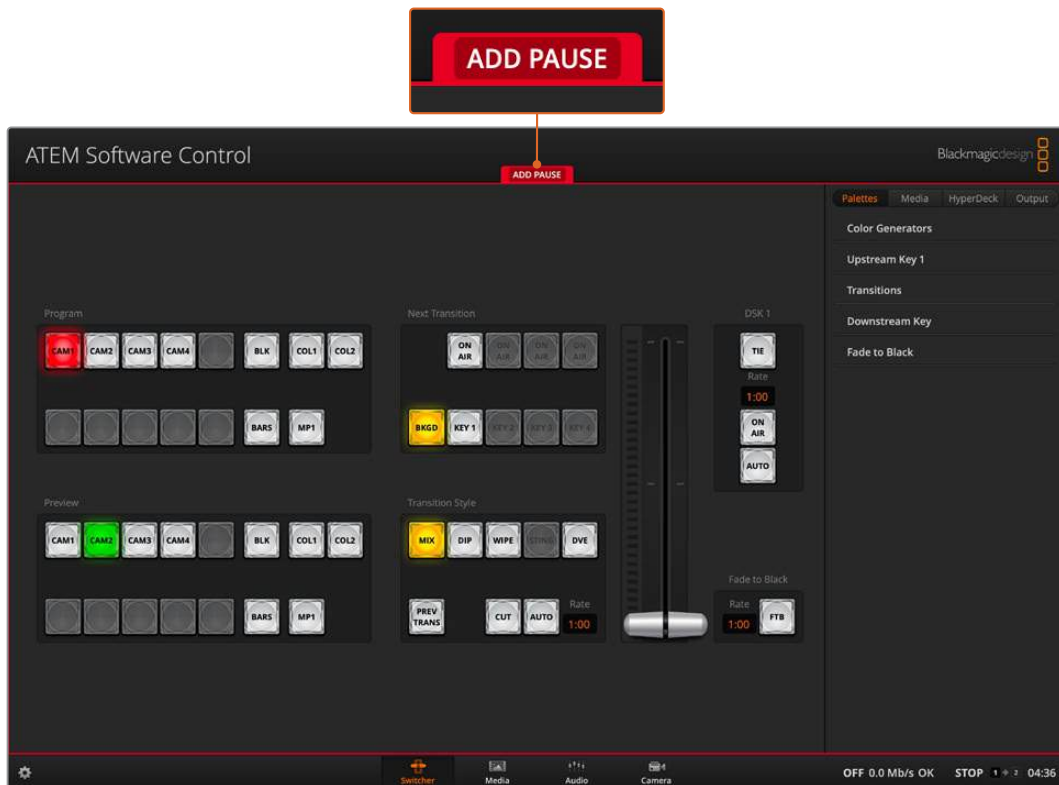 ADD PAUSE
ATEM Software Control
ADD PAUSE
Blackmagicdesign
Palettes Media HyperDeck Output
Color Generators
Upstream Key 1
Transitions
Downstream Key
Fade to Black
Program
CAM1 CAM2 CAM3 CAM4 BLK COL1 COL2
BARS MP1
Next Transition
ON AIR ON AIR ON AIR ON AIR
BKGD KEY 1 KEY 2 KEY 3 KEY 4
DSK 1
TIE
Rate
1:00
ON AIR
AUTO
Preview
CAM1 CAM2 CAM3 CAM4 BLK COL1 COL2
BARS MP1
Transition Style
MIX DIP WIPE STING DVE
PREV TRANS CUT AUTO Rate 1:00
Fade to Black
Rate
1:00 FTB
Switcher Media Audio Camera
OFF 0.0 Mb/s OK STOP 1 2 04:36